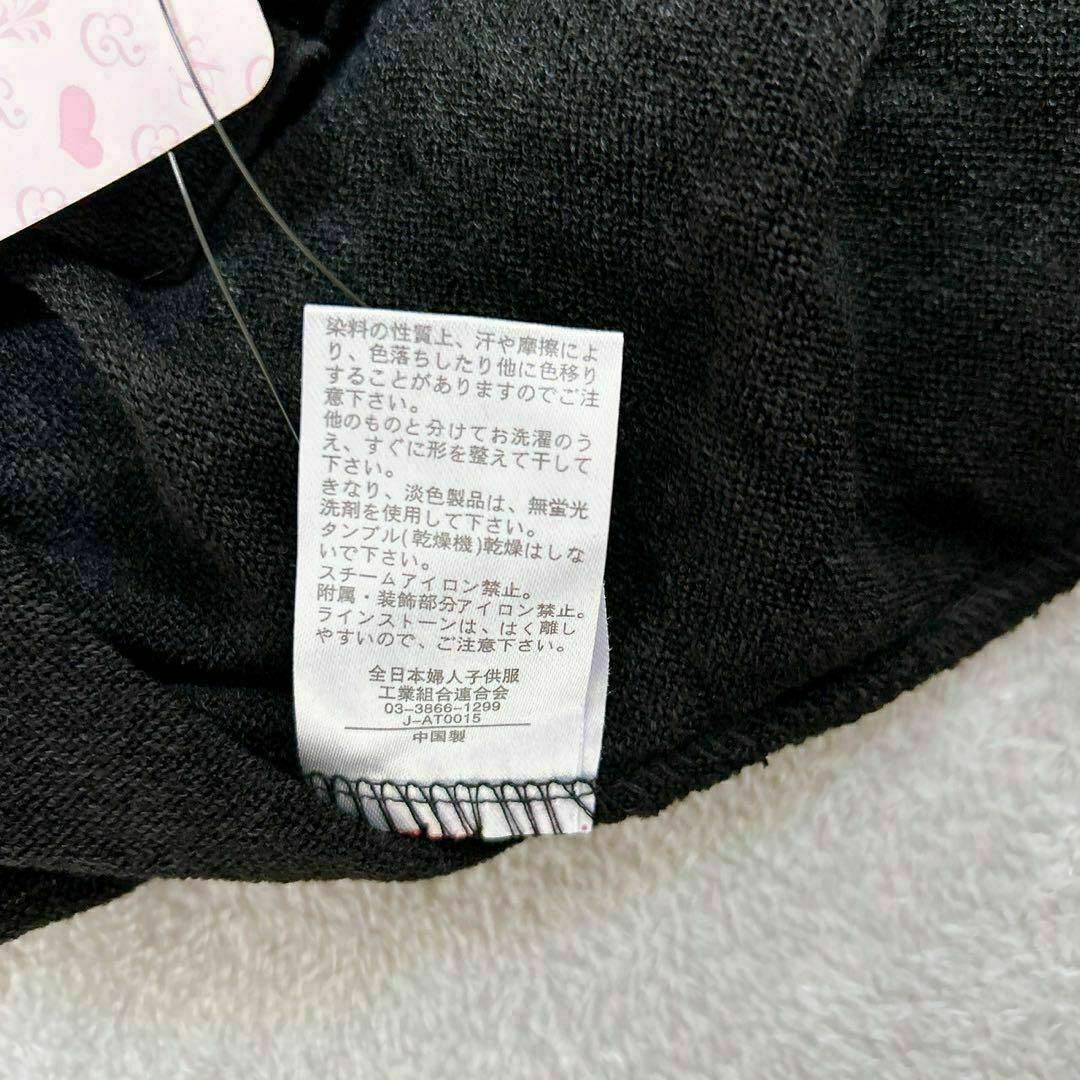 染料の性質上、汗や摩擦によ
り、色落ちしたり他に色移り
することがありますのでご注
意下さい。
他のものと分けてお洗濯のう
え、すぐに形を整えて干して
下さい。
きなり、淡色製品は、無蛍光
洗剤を使用して下さい。
タンブル(乾燥機)乾燥はしな
いで下さい。
スチームアイロン禁止。
附属・装飾部分アイロン禁止。
ラインストーンは、はく離し
やすいので、ご注意下さい。
全日本婦人子供服
工業組合連合会
03-3866-1299
J-AT0015
中国製